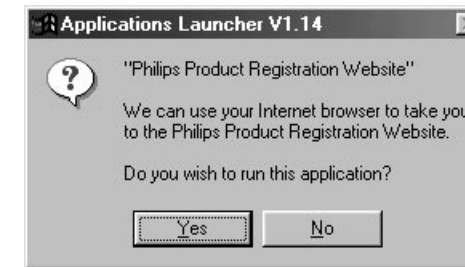 Applications Launcher V1.14
"Philips Product Registration Website"
We can use your Internet browser to take you
to the Philips Product Registration Website.
Do you wish to run this application?
Yes
No